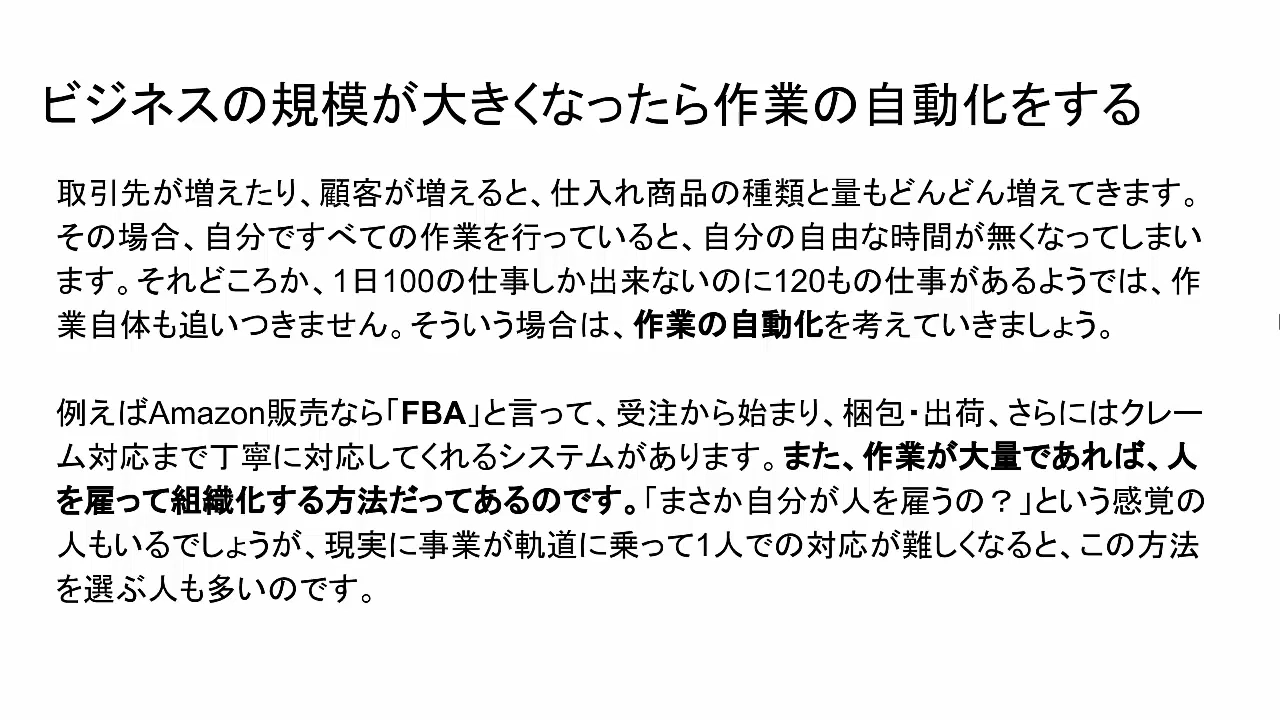 ビジネスの規模が大きくなったら作業の自動化をする
取引先が増えたり、顧客が増えると、仕入れ商品の種類と量もどんどん増えてきます。
その場合、自分ですべての作業を行っていると、自分の自由な時間が無くなってしまい
ます。それどころか、1日100の仕事しか出来ないのに120もの仕事があるようでは、作
業自体も追いつきません。そういう場合は、作業の自動化を考えていきましょう。
例えばAmazon販売なら「FBA」と言って、受注から始まり、梱包・出荷、さらにはクレー
ム対応まで丁寧に対応してくれるシステムがあります。また、作業が大量であれば、人
を雇って組織化する方法だってあるのです。「まさか自分が人を雇うの？」という感覚の
人もいるでしょうが、現実に事業が軌道に乗って1人での対応が難しくなると、この方法
を選ぶ人も多いのです。